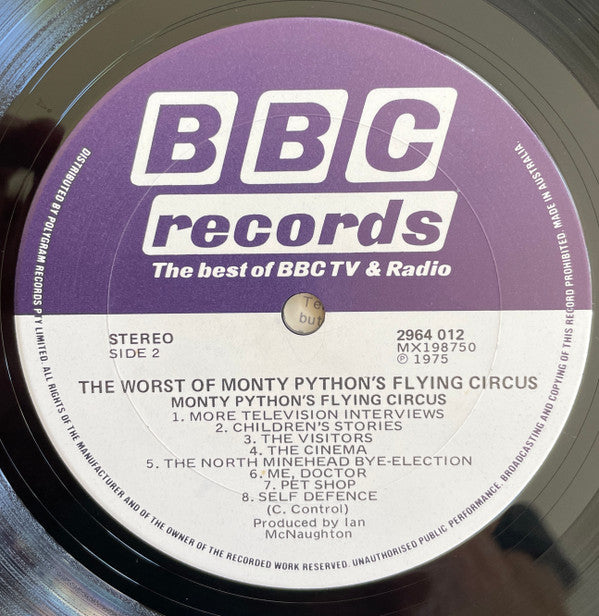 BBC
records
The best of BBC TV & Radio
Te
but
STEREO
SIDE 2
2964 012
MX198750
℗ 1975
THE WORST OF MONTY PYTHON'S FLYING CIRCUS
MONTY PYTHON'S FLYING CIRCUS
1. MORE TELEVISION INTERVIEWS
2. CHILDREN'S STORIES
3. THE VISITORS
4. THE CINEMA
5. THE NORTH MINEHEAD BYE-ELECTION
6. ME, DOCTOR
7. PET SHOP
8. SELF DEFENCE
(C. Control)
Produced by Ian
McNaughton
DISTRIBUTED BY POLYGRAM RECORDS PTY LIMITED. ALL RIGHTS OF THE MANUFACTURER AND OF THE OWNER OF THE RECORDED WORK RESERVED. UNAUTHORISED PUBLIC PERFORMANCE, BROADCASTING AND COPYING OF THIS RECORD PROHIBITED. MADE IN AUSTRALIA